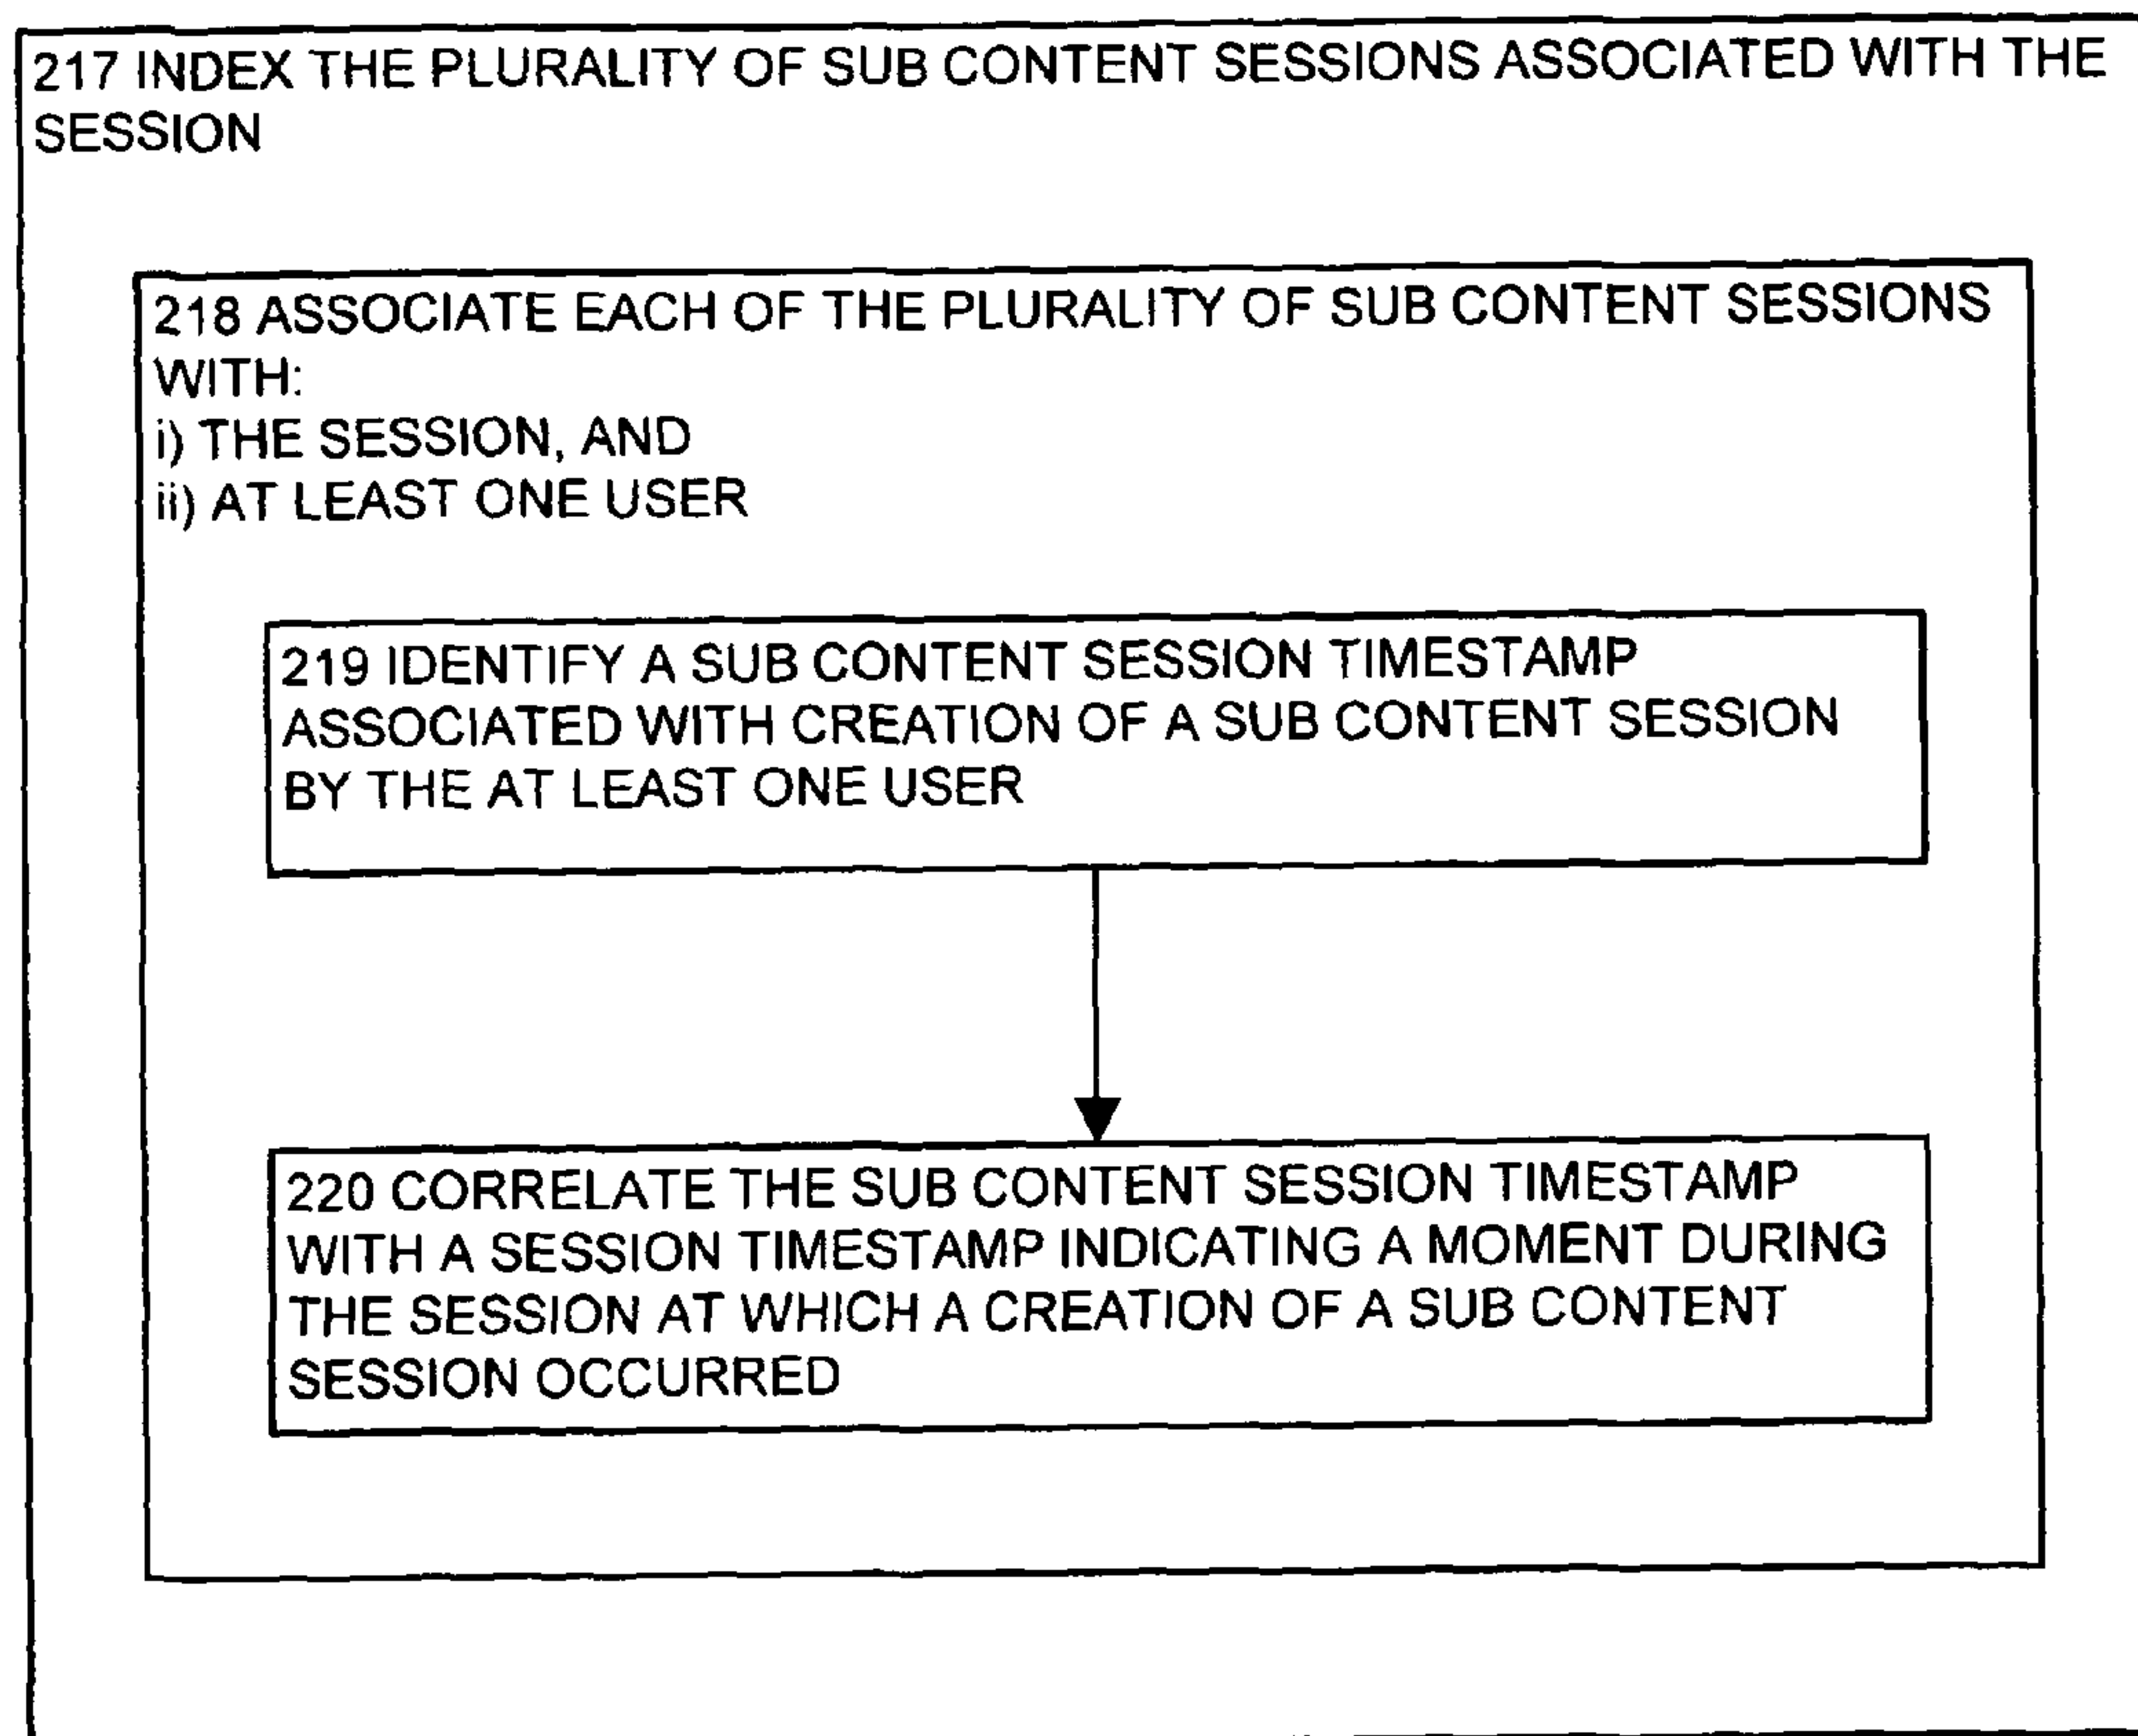 217 INDEX THE PLURALITY OF SUB CONTENT SESSIONS ASSOCIATED WITH THE
SESSION
218 ASSOCIATE EACH OF THE PLURALITY OF SUB CONTENT SESSIONS
WITH:
i) THE SESSION, AND
ii) AT LEAST ONE USER
219 IDENTIFY A SUB CONTENT SESSION TIMESTAMP
ASSOCIATED WITH CREATION OF A SUB CONTENT SESSION
BY THE AT LEAST ONE USER
220 CORRELATE THE SUB CONTENT SESSION TIMESTAMP
WITH A SESSION TIMESTAMP INDICATING A MOMENT DURING
THE SESSION AT WHICH A CREATION OF A SUB CONTENT
SESSION OCCURRED